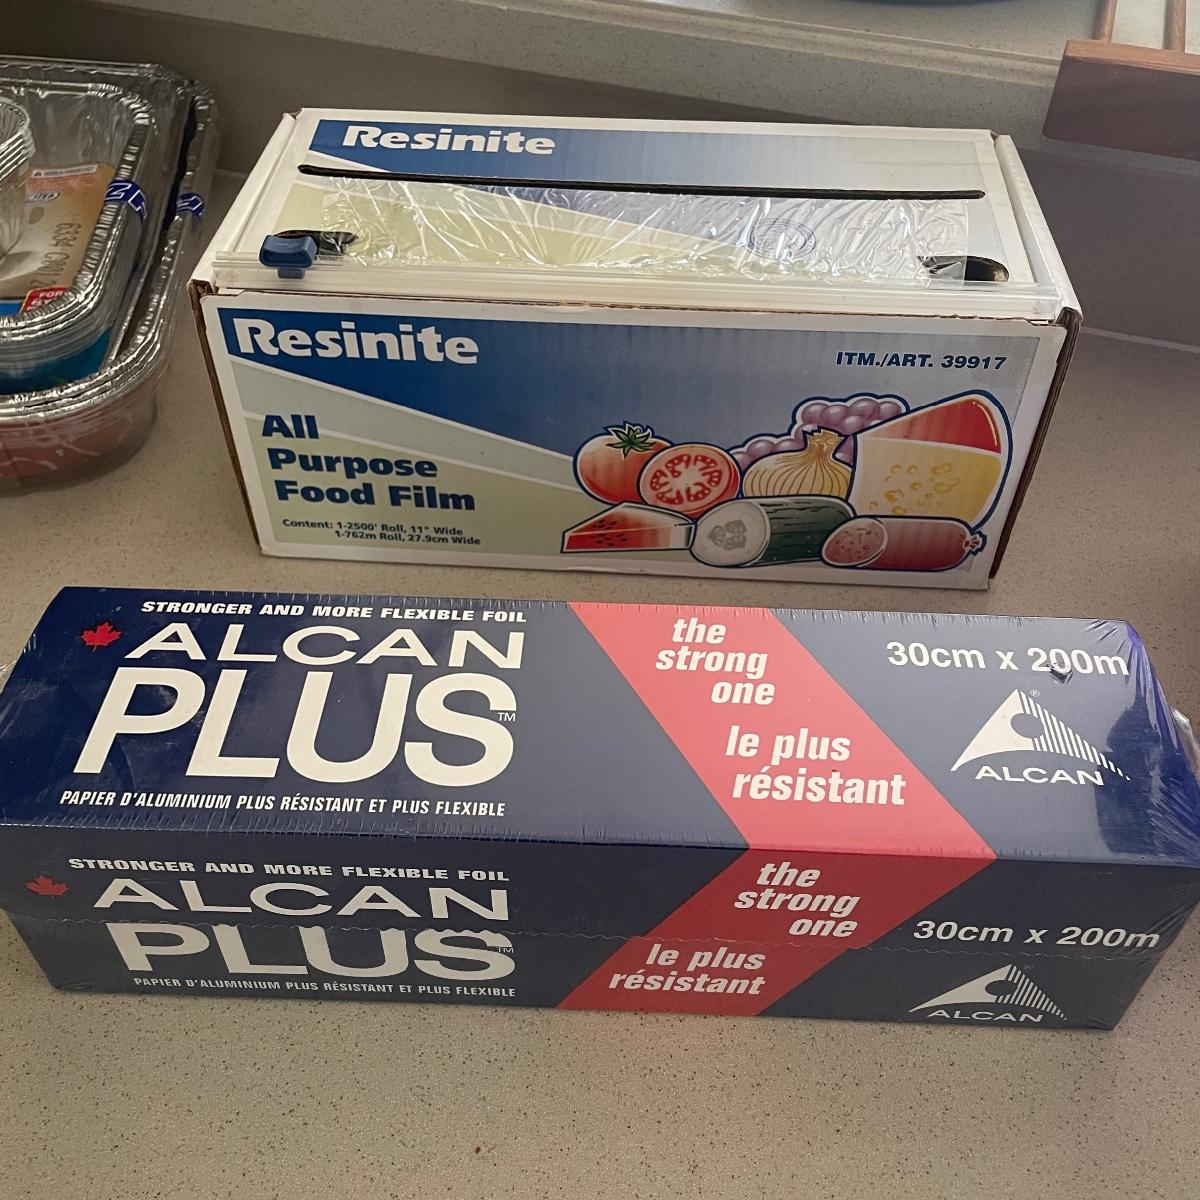 Resinite
Resinite
ITM./ART. 39917
All
Purpose
Food Film
Content: 1-2500' Roll, 11" Wide
1-762m Roll, 27.9cm Wide
STRONGER AND MORE FLEXIBLE FOIL
ALCAN
PLUS™
PAPIER D'ALUMINIUM PLUS RÉSISTANT ET PLUS FLEXIBLE
the
strong
one
le plus
résistant
30cm x 200m
®
ALCAN
STRONGER AND MORE FLEXIBLE FOIL
ALCAN
PLUS™
PAPIER D'ALUMINIUM PLUS RÉSISTANT ET PLUS FLEXIBLE
the
strong
one
le plus
résistant
30cm x 200m
ALCAN
FOR